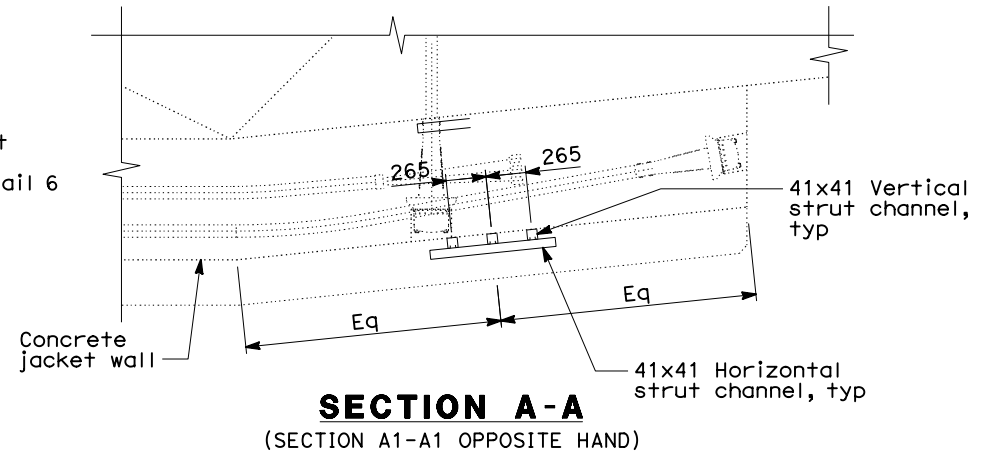 ail 6
265
265
41x41 Vertical
strut channel,
typ
Eq
Eq
Concrete
jacket wall
41x41 Horizontal
strut channel, typ
SECTION A-A
(SECTION A1-A1 OPPOSITE HAND)